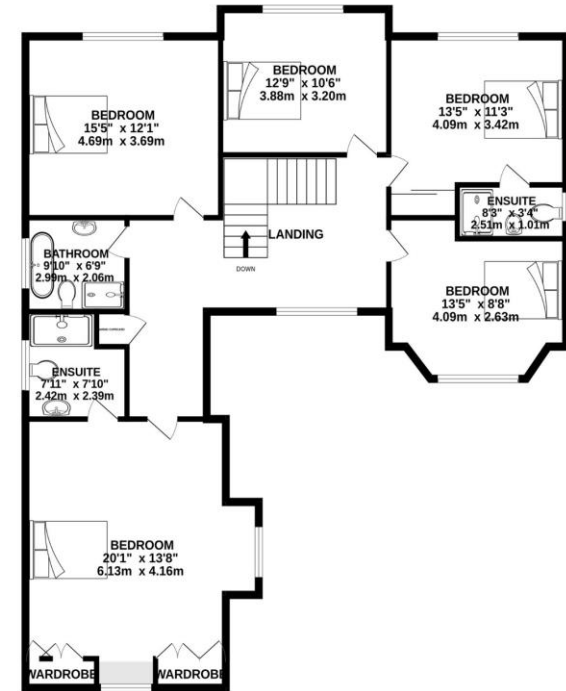 BEDROOM
12'9" x 10'6"
3.88m x 3.20m
BEDROOM
15'5" x 12'1"
4.69m x 3.69m
BEDROOM
13'5" x 11'3"
4.09m x 3.42m
ENSUITE
8'3" x 3'4"
2.51m x 1.01m
LANDING
DOWN
BATHROOM
9'10" x 6'9"
2.99m x 2.06m
BEDROOM
13'5" x 8'8"
4.09m x 2.63m
ENSUITE
7'11" x 7'10"
2.42m x 2.39m
BEDROOM
20'1" x 13'8"
6.13m x 4.16m
WARDROBE
WARDROBE